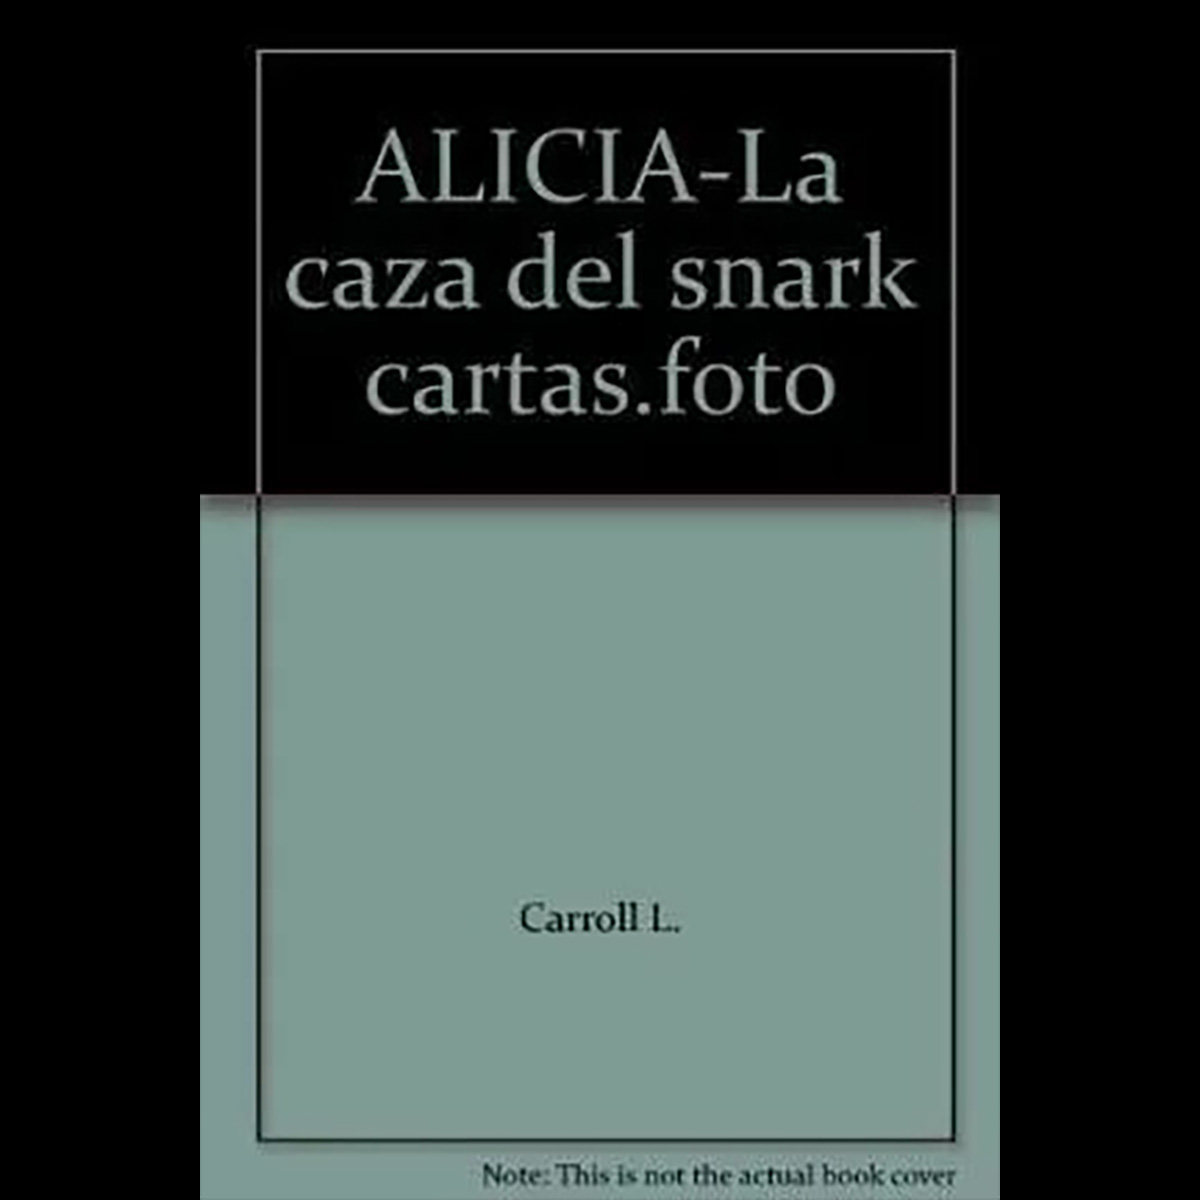 ALICIA-La
caza del snark
cartas.foto
Carroll L.
Note: This is not the actual book cover